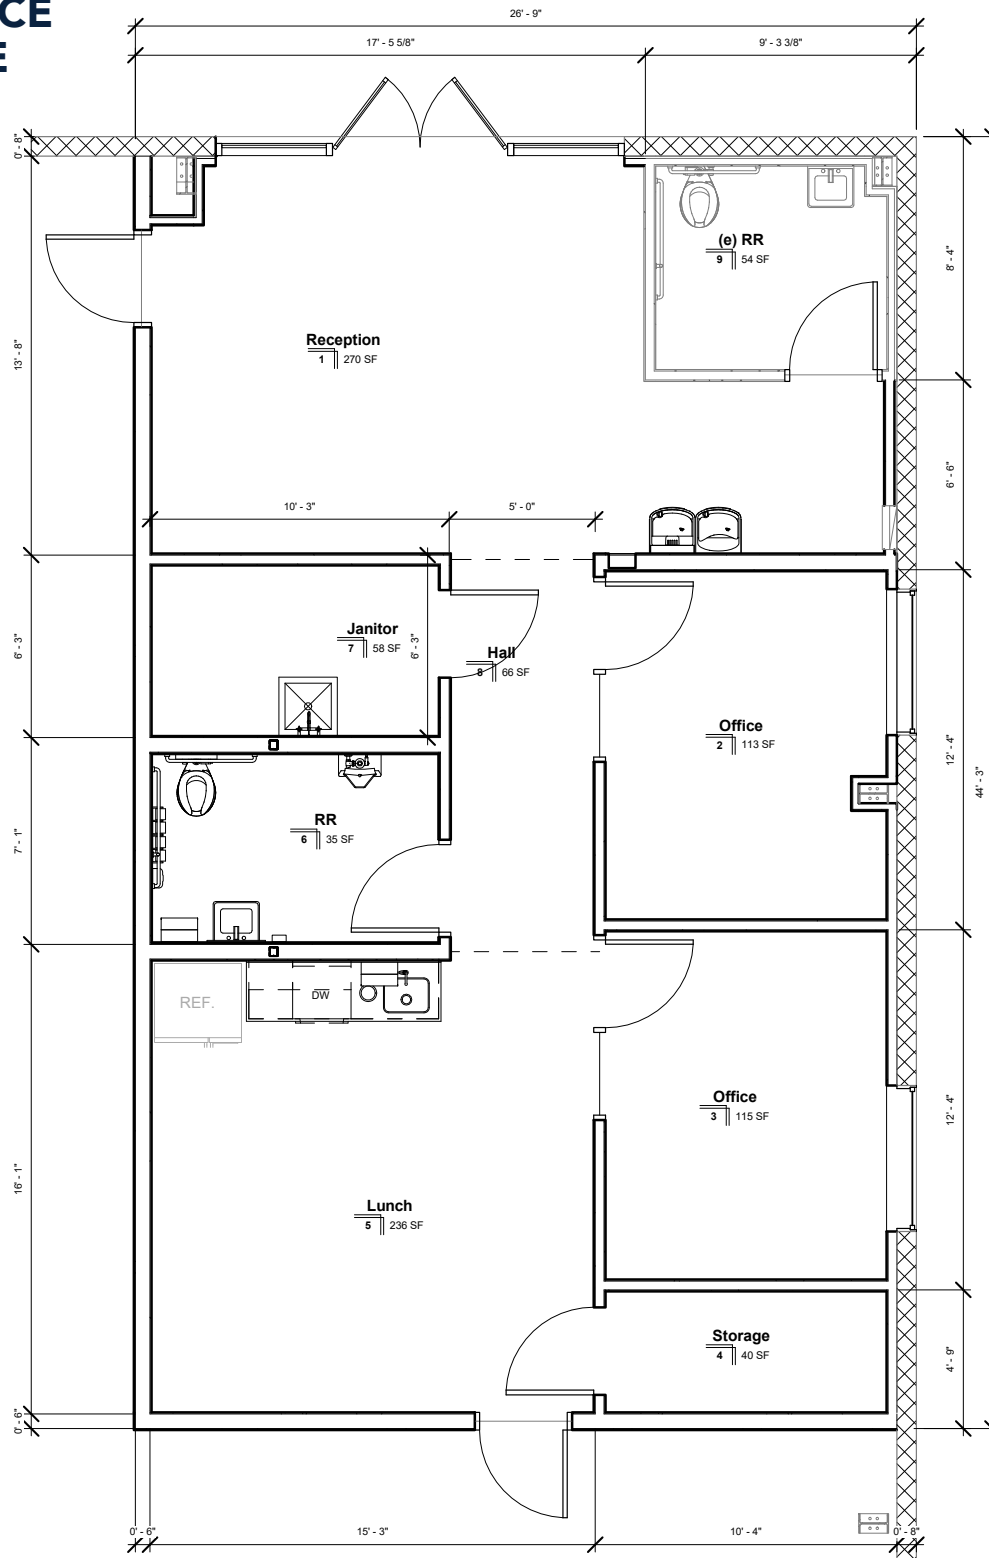 CE
E
26' - 9"
17' - 5 5/8"
9' - 3 3/8"
0' - 8"
(e) RR
9 54 SF
8' - 4"
Reception
1 270 SF
13' - 8"
6' - 6"
10' - 3"
5' - 0"
Janitor
7 58 SF
6' - 3"
6' - 3"
Hall
8 66 SF
Office
2 113 SF
12' - 4"
44' - 3"
RR
6 35 SF
7' - 1"
REF.
DW
Office
3 115 SF
12' - 4"
16' - 1"
Lunch
5 236 SF
Storage
4 40 SF
4' - 9"
0' - 6"
0' - 6"
15' - 3"
10' - 4"
0' - 8"